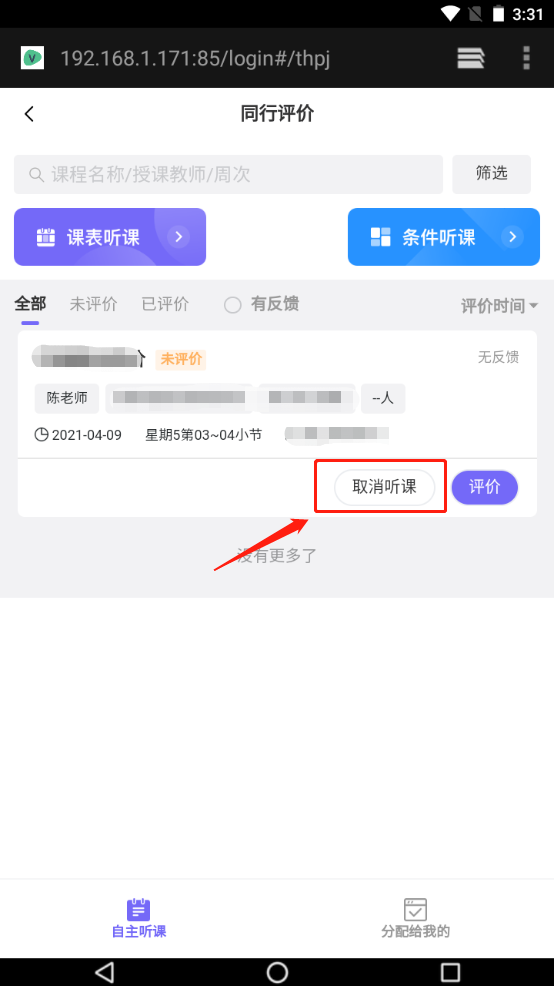 3:31
192.168.1.171:85/login#/thpj
同行评价
课程名称/授课教师/周次 筛选
课表听课 条件听课
全部 未评价 已评价 有反馈 评价时间
未评价 无反馈
陈老师 --人
2021-04-09 星期5第03~04小节
取消听课 评价
没有更多了
自主听课 分配给我的